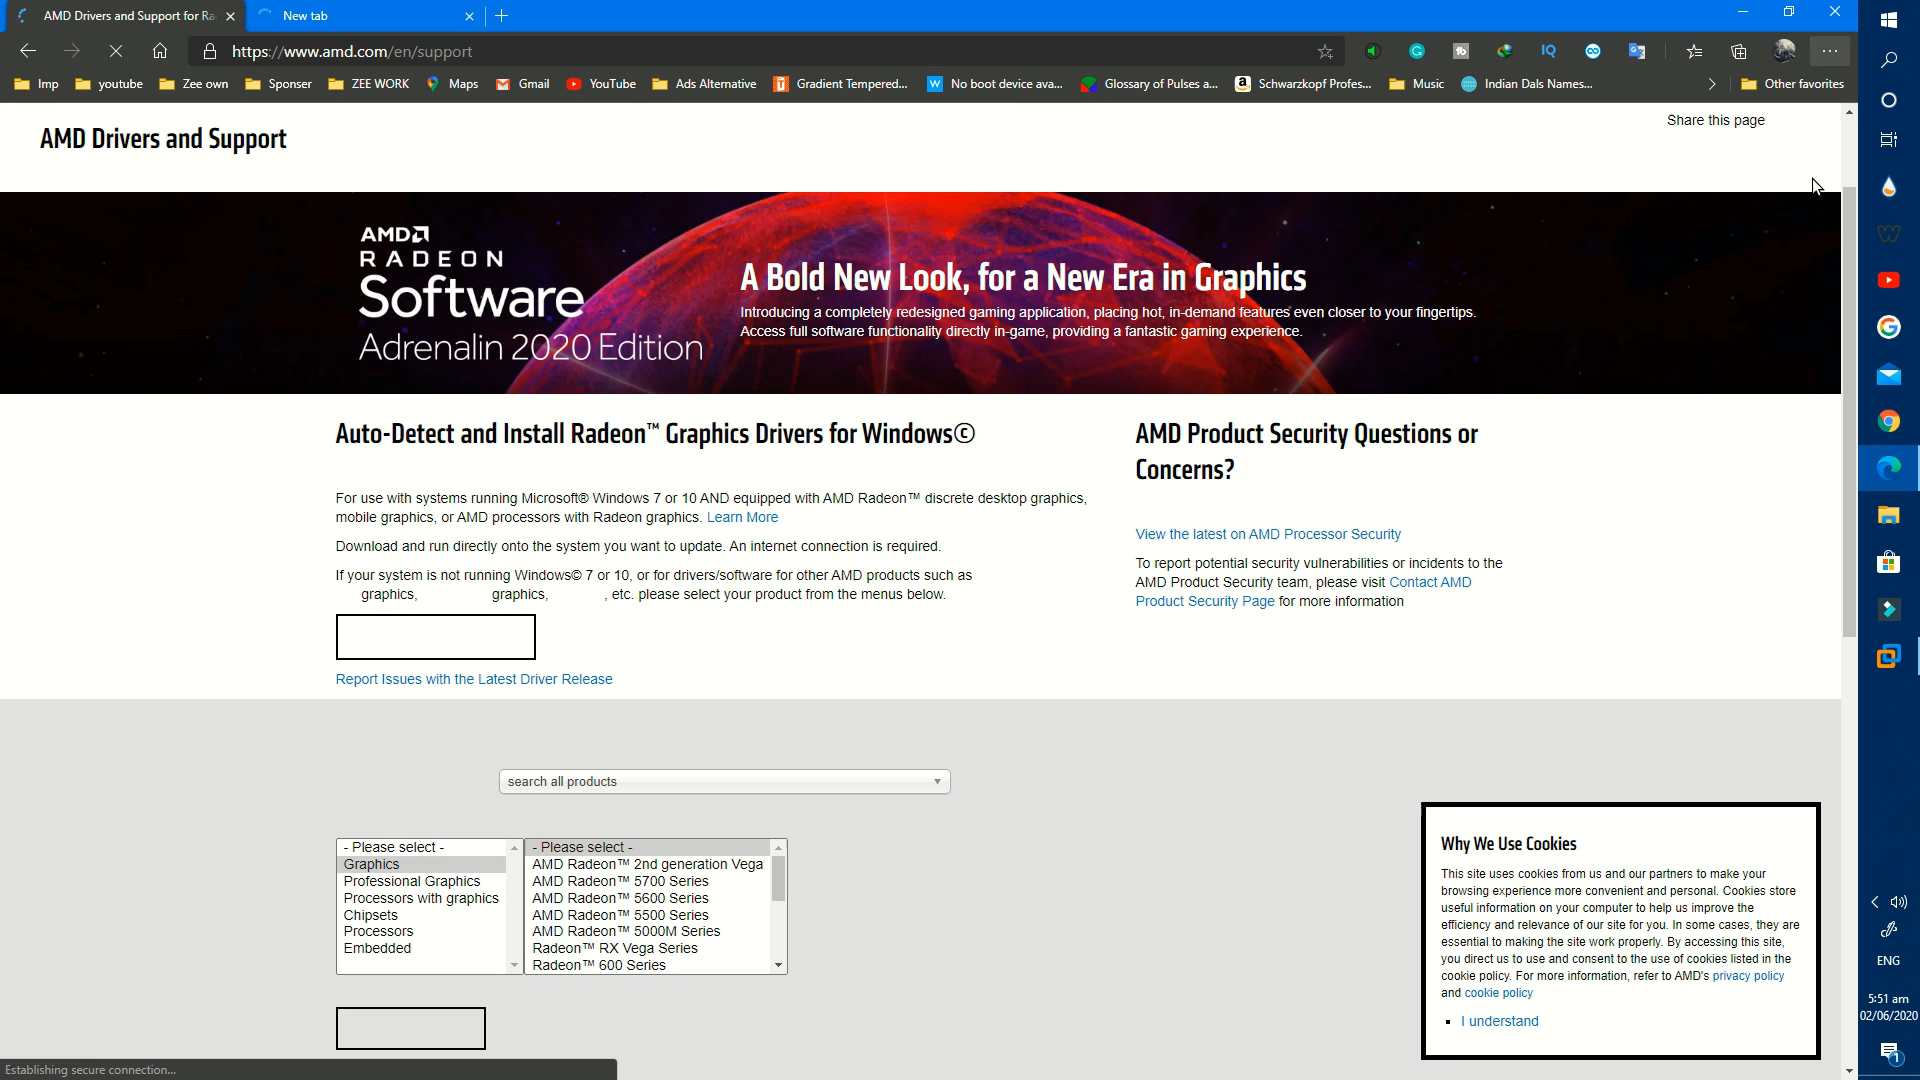 AMD Drivers and Support for Ra
New tab
https://www.amd.com/en/support
Imp
youtube
Zee own
Sponser
ZEE WORK
Maps
Gmail
YouTube
Ads Alternative
Gradient Tempered...
No boot device ava...
Glossary of Pulses a...
Schwarzkopf Profes...
Music
Indian Dals Names...
Other favorites
AMD Drivers and Support
Share this page
AMD
RADEON
Software
Adrenalin 2020 Edition
A Bold New Look, for a New Era in Graphics
Introducing a completely redesigned gaming application, placing hot, in-demand features even closer to your fingertips.
Access full software functionality directly in-game, providing a fantastic gaming experience.
Auto-Detect and Install Radeon™ Graphics Drivers for Windows©
For use with systems running Microsoft® Windows 7 or 10 AND equipped with AMD Radeon™ discrete desktop graphics,
mobile graphics, or AMD processors with Radeon graphics. Learn More
Download and run directly onto the system you want to update. An internet connection is required.
If your system is not running Windows© 7 or 10, or for drivers/software for other AMD products such as
graphics, graphics, , etc. please select your product from the menus below.
Report Issues with the Latest Driver Release
AMD Product Security Questions or
Concerns?
View the latest on AMD Processor Security
To report potential security vulnerabilities or incidents to the
AMD Product Security team, please visit Contact AMD
Product Security Page for more information
search all products
- Please select -
Graphics
Professional Graphics
Processors with graphics
Chipsets
Processors
Embedded
- Please select -
AMD Radeon™ 2nd generation Vega
AMD Radeon™ 5700 Series
AMD Radeon™ 5600 Series
AMD Radeon™ 5500 Series
AMD Radeon™ 5000M Series
Radeon™ RX Vega Series
Radeon™ 600 Series
Why We Use Cookies
This site uses cookies from us and our partners to make your
browsing experience more convenient and personal. Cookies store
useful information on your computer to help us improve the
efficiency and relevance of our site for you. In some cases, they are
essential to making the site work properly. By accessing this site,
you direct us to use and consent to the use of cookies listed in the
cookie policy. For more information, refer to AMD's privacy policy
and cookie policy
I understand
Establishing secure connection...
ENG
5:51 am
02/06/2020
1